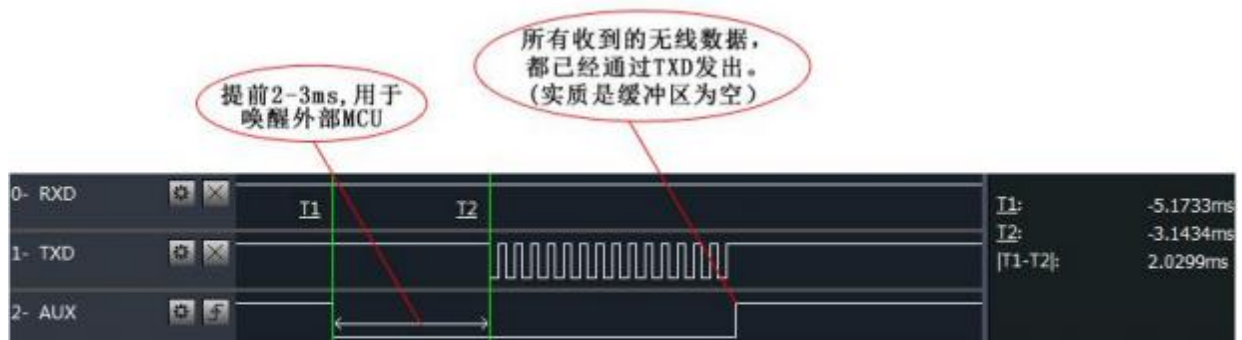 所有收到的无线数据，
都已经通过TXD发出。
(实质是缓冲区为空)
提前2-3ms,用于
唤醒外部MCU
0- RXD
T1
T2
1- TXD
2- AUX
T1: -5.1733ms
T2: -3.1434ms
|T1-T2|: 2.0299ms